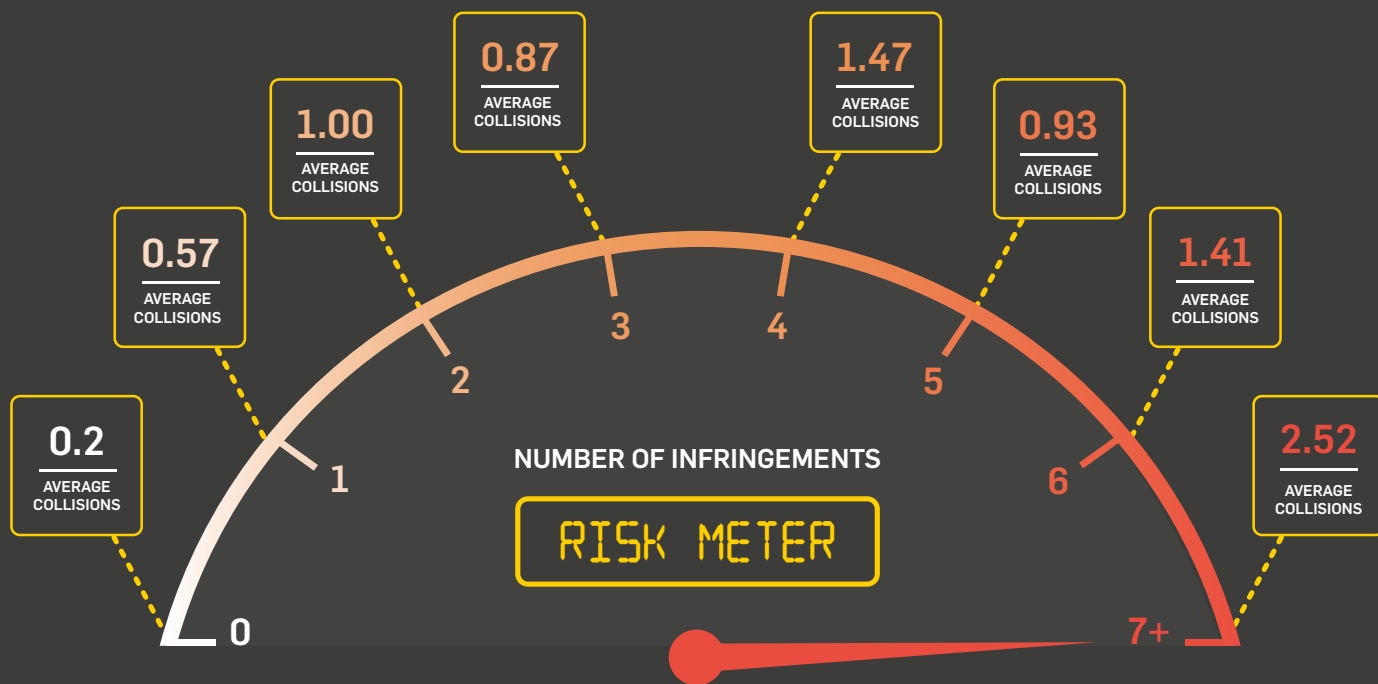 0.87
AVERAGE
COLLISIONS
1.47
AVERAGE
COLLISIONS
1.00
AVERAGE
COLLISIONS
0.93
AVERAGE
COLLISIONS
0.57
AVERAGE
COLLISIONS
1.41
AVERAGE
COLLISIONS
0.2
AVERAGE
COLLISIONS
2.52
AVERAGE
COLLISIONS
3
4
2
5
1
6
NUMBER OF INFRINGEMENTS
RISK METER
0
7+